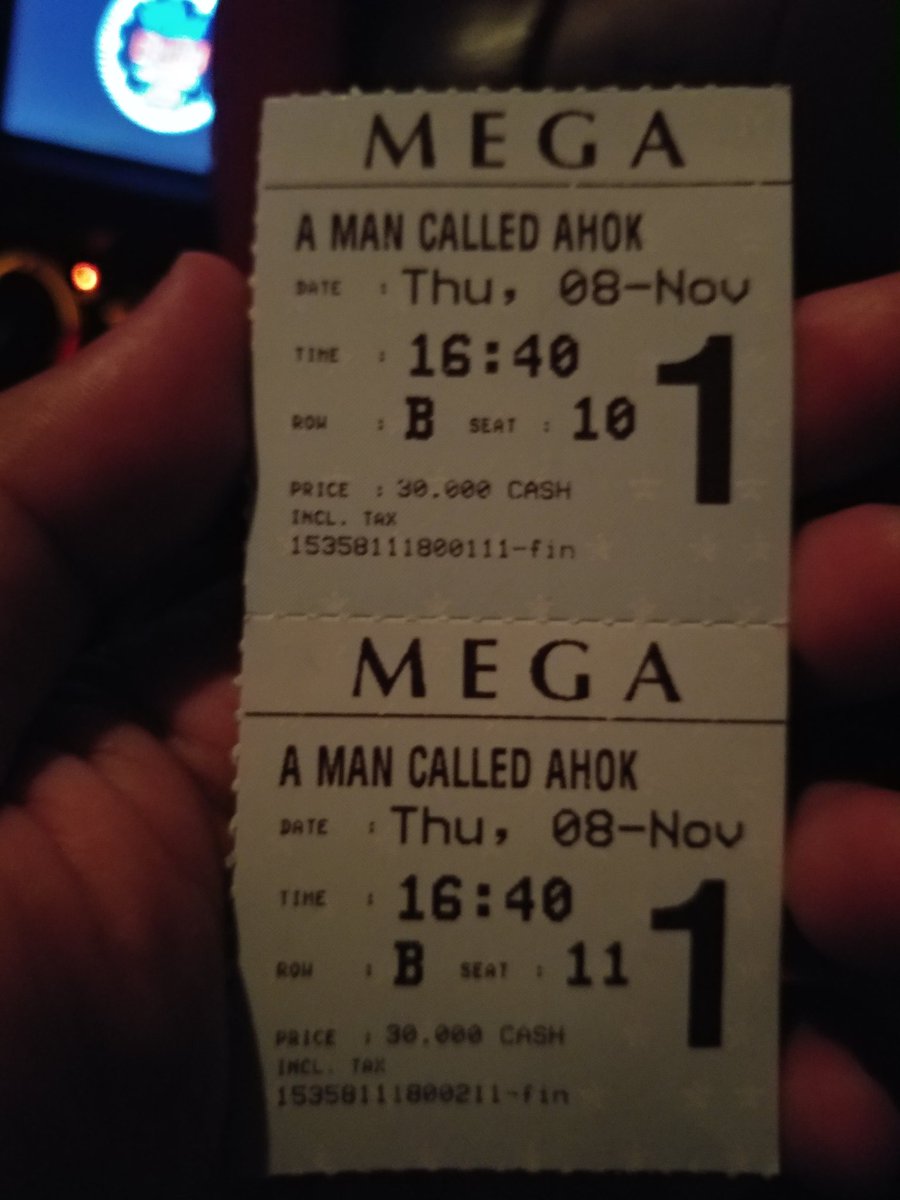 MEGA
A MAN CALLED AHOK
DATE : Thu, 08-Nov
TIME : 16:40
1
ROW : B SEAT : 10
PRICE : 30.000 CASH
INCL. TAX
15358111800111-fin
MEGA
A MAN CALLED AHOK
DATE : Thu, 08-Nov
TIME : 16:40
1
ROW : B SEAT : 11
PRICE : 30.000 CASH
INCL. TAX
15358111800211-fin